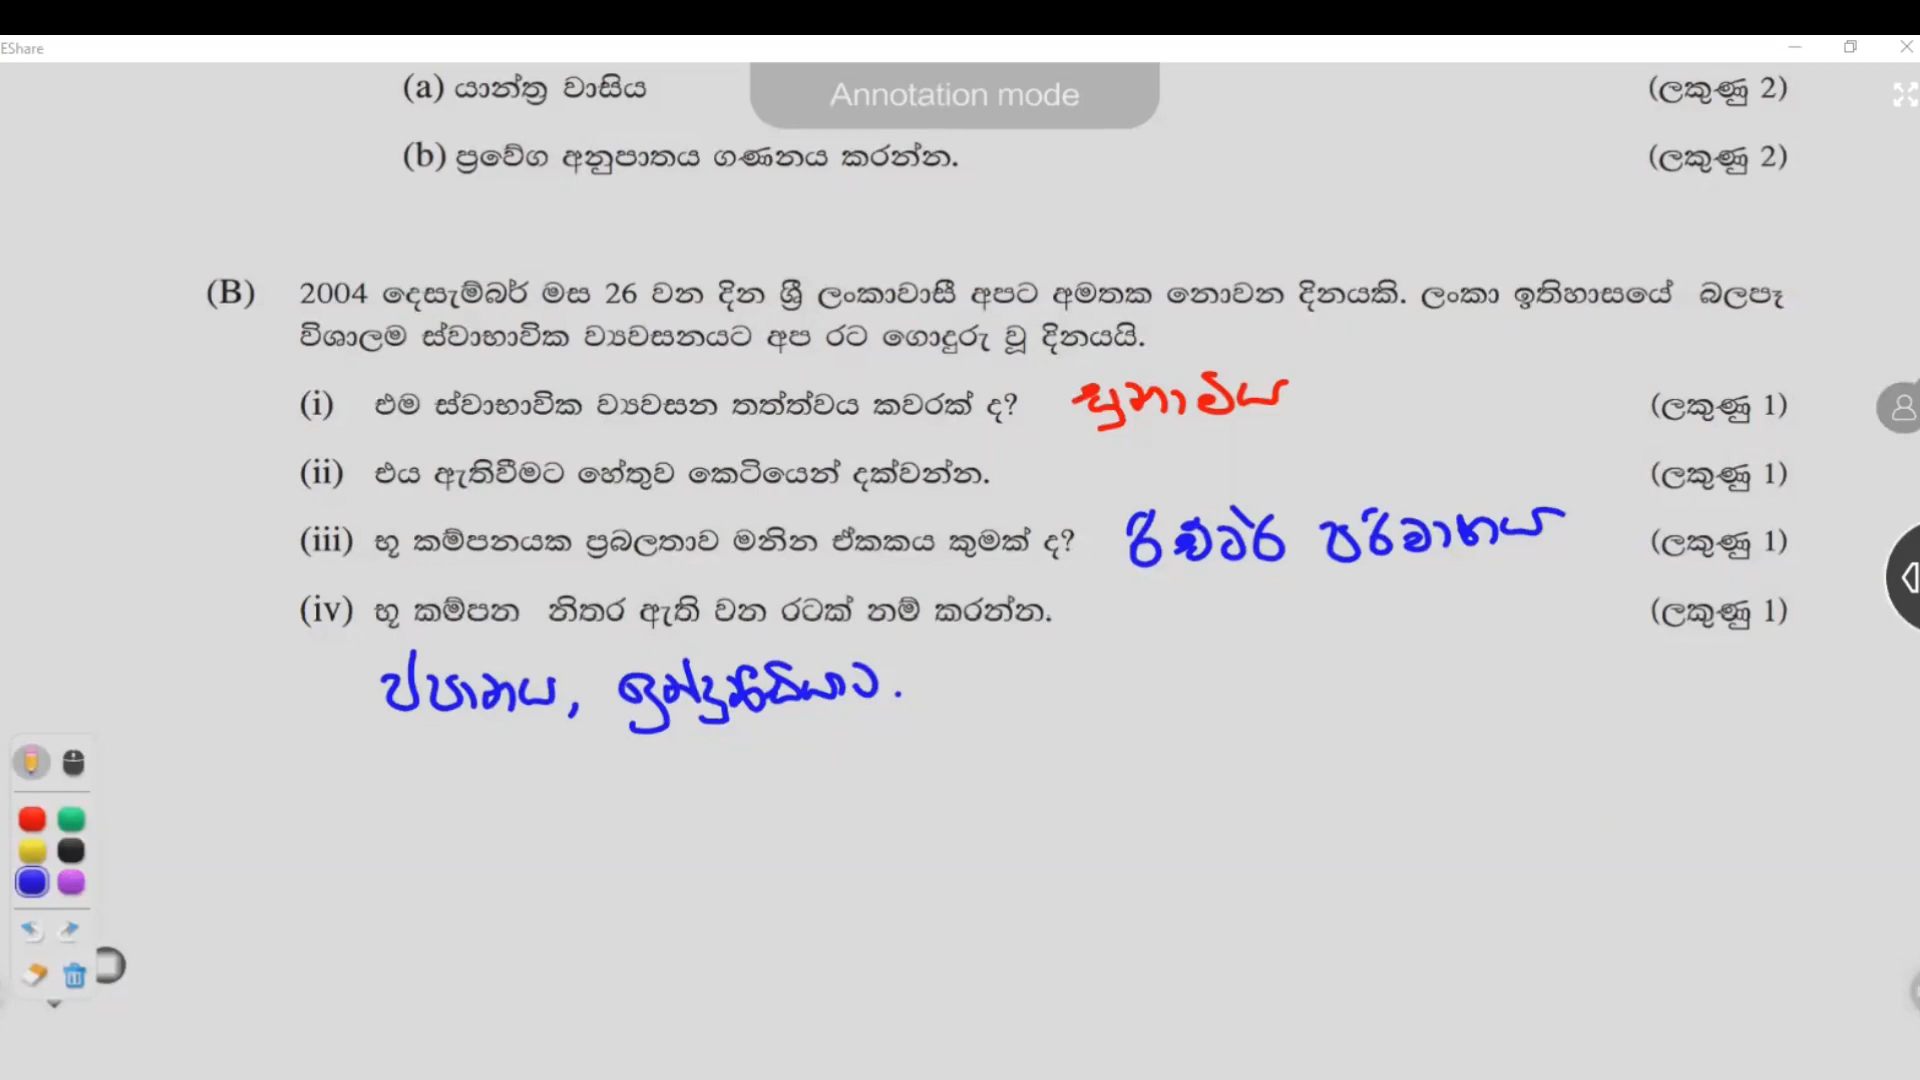 EShare
Annotation mode
(a) යාන්ත්‍ර වාසිය (ලකුණු 2)
(b) ප්‍රවේග අනුපාතය ගණනය කරන්න. (ලකුණු 2)
(B) 2004 දෙසැම්බර් මස 26 වන දින ශ්‍රී ලංකාවාසී අපට අමතක නොවන දිනයකි. ලංකා ඉතිහාසයේ බලපෑ
විශාලම ස්වාභාවික ව්‍යවසනයට අප රට ගොදුරු වූ දිනයයි.
(i) එම ස්වාභාවික ව්‍යවසන තත්ත්වය කවරක් ද? සුනාමිය (ලකුණු 1)
(ii) එය ඇතිවීමට හේතුව කෙටියෙන් දක්වන්න. (ලකුණු 1)
(iii) භූ කම්පනයක ප්‍රබලතාව මනින ඒකකය කුමක් ද? රිච්ටර් පරිමාණය (ලකුණු 1)
(iv) භූ කම්පන නිතර ඇති වන රටක් නම් කරන්න. (ලකුණු 1)
ජපානය,